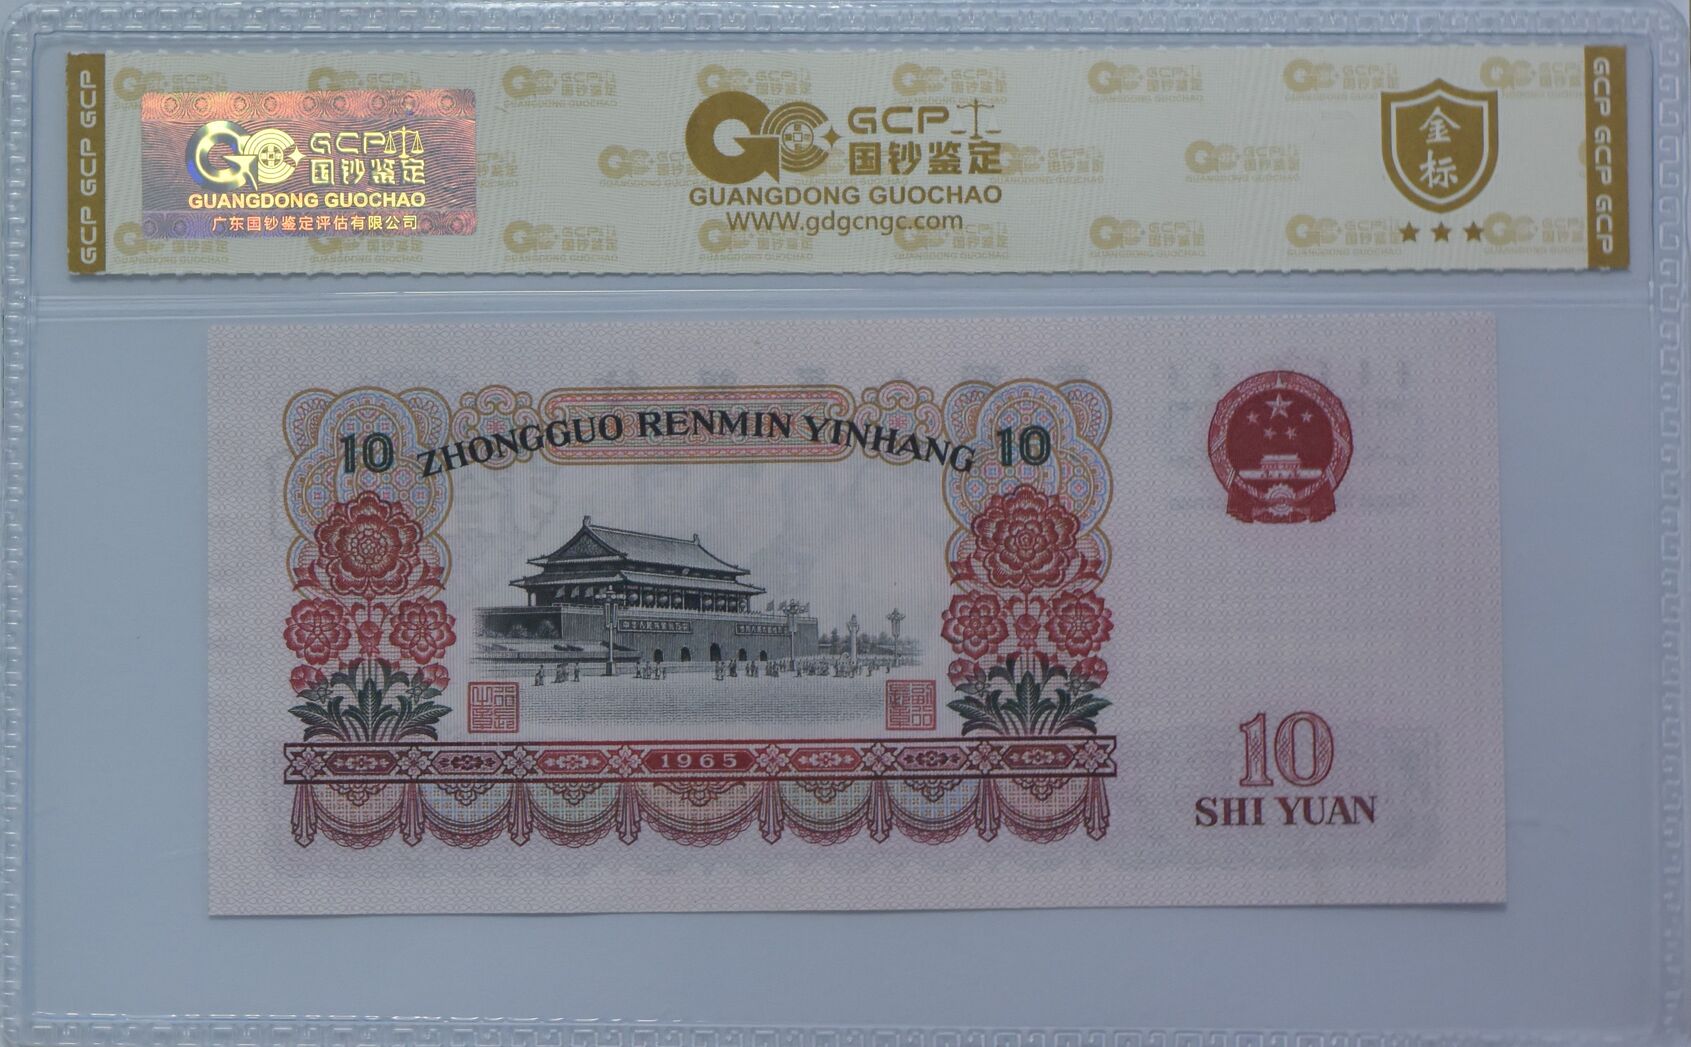 GCP GCP GCP
GCP
国钞鉴定
GUANGDONG GUOCHAO
广东国钞鉴定评估有限公司
GCP
国钞鉴定
GUANGDONG GUOCHAO
WWW.gdgcngc.com
金标
GCP GCP GCP
10 ZHONGGUO RENMIN YINHANG 10
1965
10
SHI YUAN